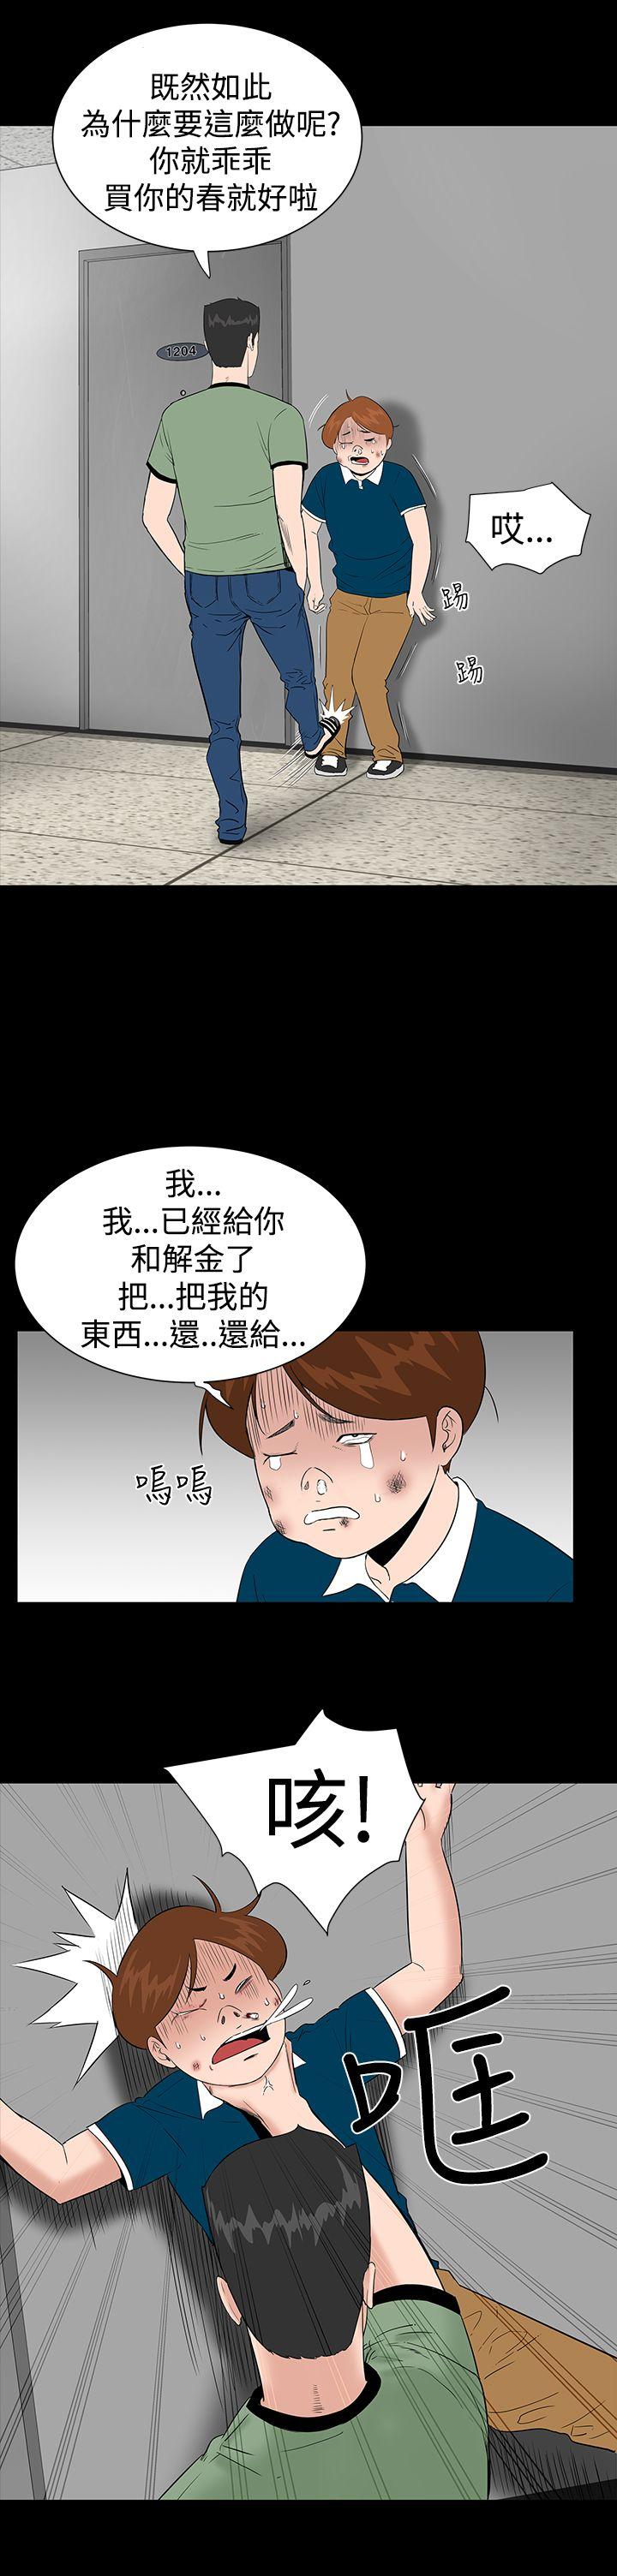 既然如此
為什麼要這麼做呢?
你就乖乖
買你的春就好啦
1204
哎...
踢
踢
我...
我...已經給你
和解金了
把...把我的
東西...還..還給...
嗚嗚
咳!
哐